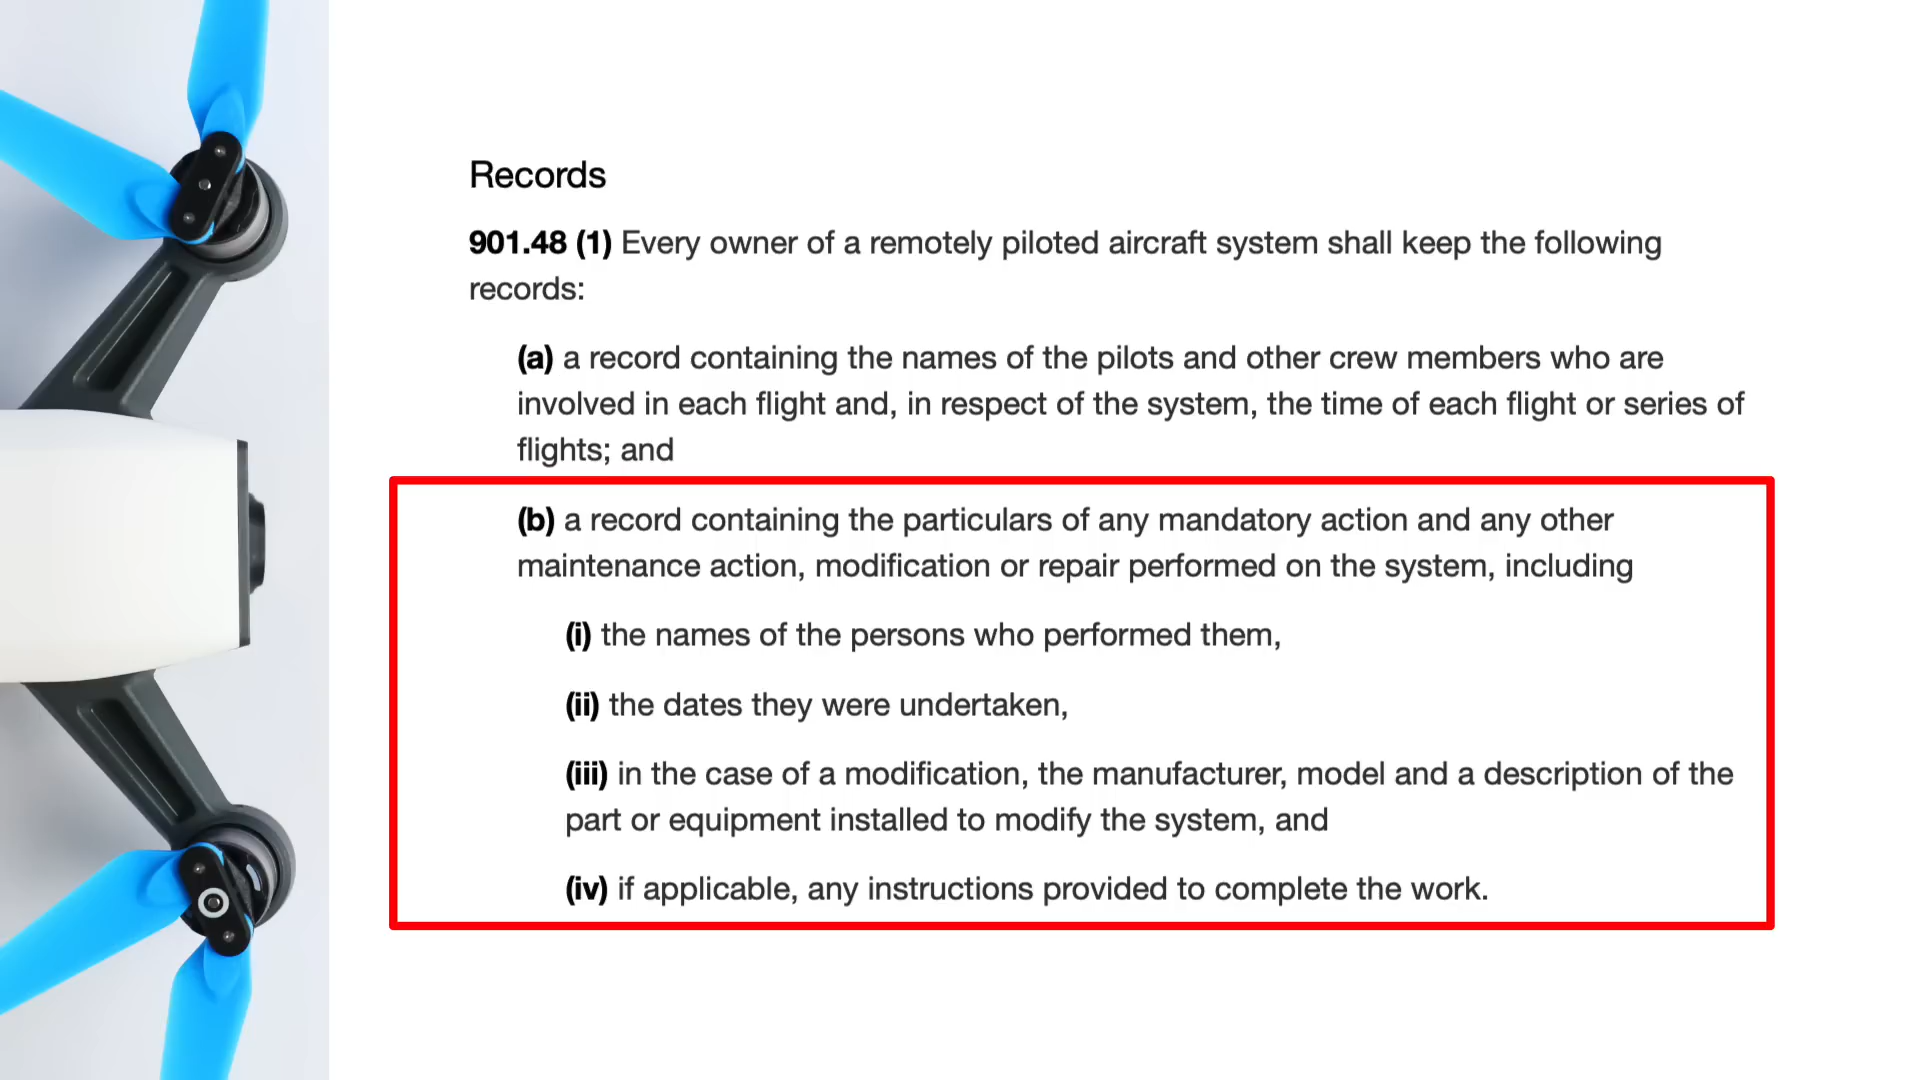 Records
901.48 (1) Every owner of a remotely piloted aircraft system shall keep the following
records:
(a) a record containing the names of the pilots and other crew members who are
involved in each flight and, in respect of the system, the time of each flight or series of
flights; and
(b) a record containing the particulars of any mandatory action and any other
maintenance action, modification or repair performed on the system, including
(i) the names of the persons who performed them,
(ii) the dates they were undertaken,
(iii) in the case of a modification, the manufacturer, model and a description of the
part or equipment installed to modify the system, and
(iv) if applicable, any instructions provided to complete the work.